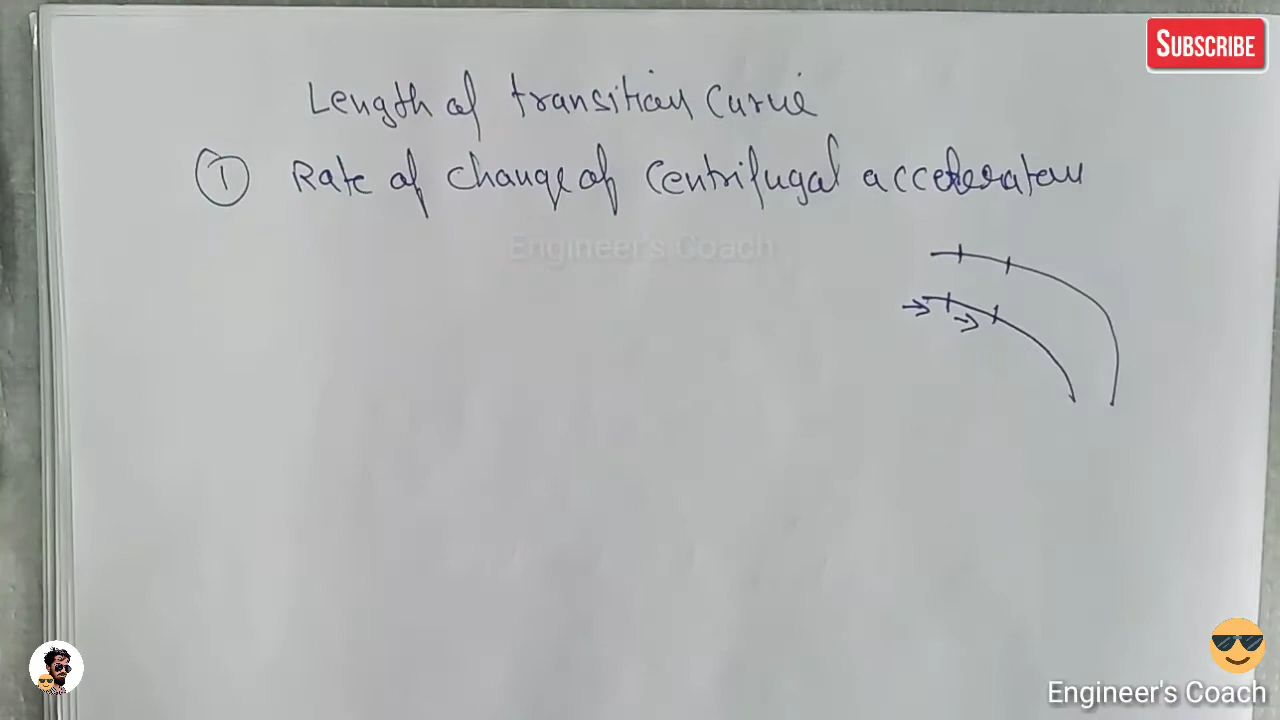 SUBSCRIBE
Length of transition Curve
① Rate of change of Centrifugal acceleration
Engineer's Coach
Engineer's Coach